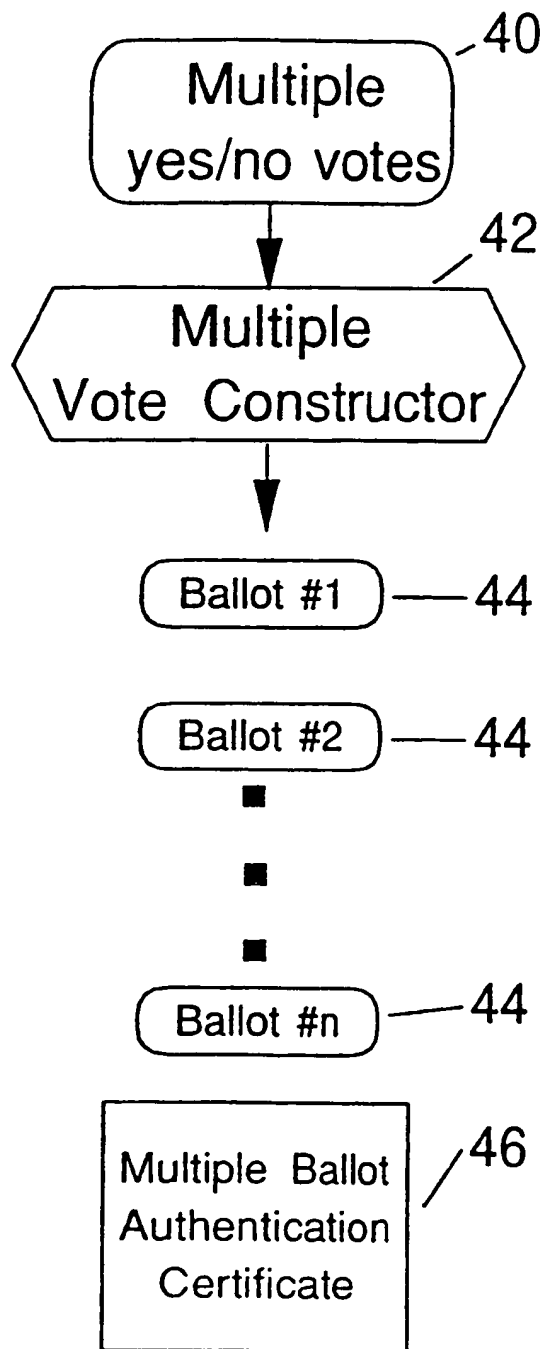 40
Multiple
yes/no votes
42
Multiple
Vote Constructor
Ballot #1
44
Ballot #2
44
Ballot #n
44
46
Multiple Ballot
Authentication
Certificate